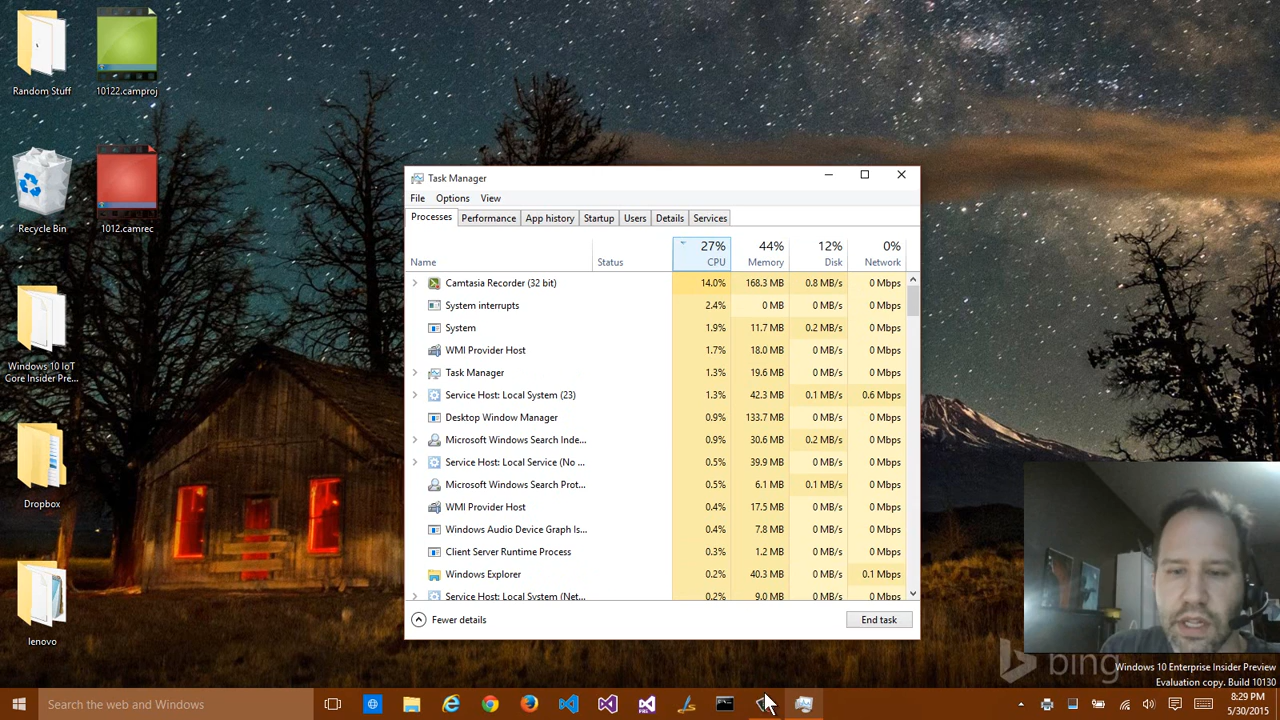 Random Stuff
10122.camproj
Recycle Bin
1012.camrec
Windows 10 IoT
Core Insider Pre...
Dropbox
lenovo
Task Manager
File Options View
Processes Performance App history Startup Users Details Services
27% 44% 12% 0%
Name Status CPU Memory Disk Network
Camtasia Recorder (32 bit) 14.0% 168.3 MB 0.8 MB/s 0 Mbps
System interrupts 2.4% 0 MB 0 MB/s 0 Mbps
System 1.9% 11.7 MB 0.2 MB/s 0 Mbps
WMI Provider Host 1.7% 18.0 MB 0 MB/s 0 Mbps
Task Manager 1.3% 19.6 MB 0 MB/s 0 Mbps
Service Host: Local System (23) 1.3% 42.3 MB 0.1 MB/s 0.6 Mbps
Desktop Window Manager 0.9% 133.7 MB 0 MB/s 0 Mbps
Microsoft Windows Search Inde... 0.9% 30.6 MB 0.2 MB/s 0 Mbps
Service Host: Local Service (No ... 0.5% 39.9 MB 0 MB/s 0 Mbps
Microsoft Windows Search Prot... 0.5% 6.1 MB 0.1 MB/s 0 Mbps
WMI Provider Host 0.4% 17.5 MB 0 MB/s 0 Mbps
Windows Audio Device Graph Is... 0.4% 7.8 MB 0 MB/s 0 Mbps
Client Server Runtime Process 0.3% 1.2 MB 0 MB/s 0 Mbps
Windows Explorer 0.2% 40.3 MB 0 MB/s 0.1 Mbps
Service Host: Local System (Net... 0.2% 9.0 MB 0 MB/s 0 Mbps
Fewer details End task
bing
Windows 10 Enterprise Insider Preview
Evaluation copy. Build 10130
Search the web and Windows
8:29 PM
5/30/2015